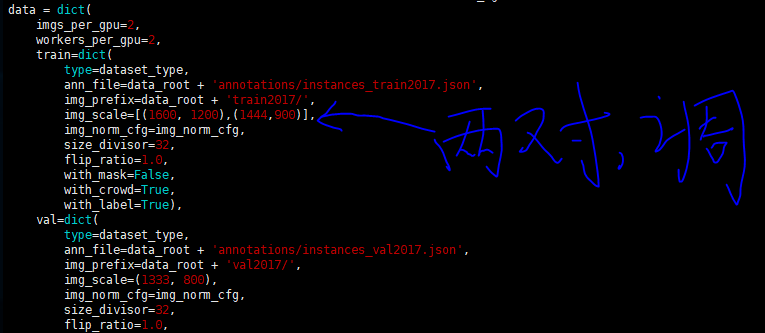 data = dict(
    imgs_per_gpu=2,
    workers_per_gpu=2,
    train=dict(
        type=dataset_type,
        ann_file=data_root + 'annotations/instances_train2017.json',
        img_prefix=data_root + 'train2017/',
        img_scale=[(1600, 1200),(1444,900)],
        img_norm_cfg=img_norm_cfg,
        size_divisor=32,
        flip_ratio=1.0,
        with_mask=False,
        with_crowd=True,
        with_label=True),
    val=dict(
        type=dataset_type,
        ann_file=data_root + 'annotations/instances_val2017.json',
        img_prefix=data_root + 'val2017/',
        img_scale=(1333, 800),
        img_norm_cfg=img_norm_cfg,
        size_divisor=32,
        flip_ratio=1.0,
两对,调